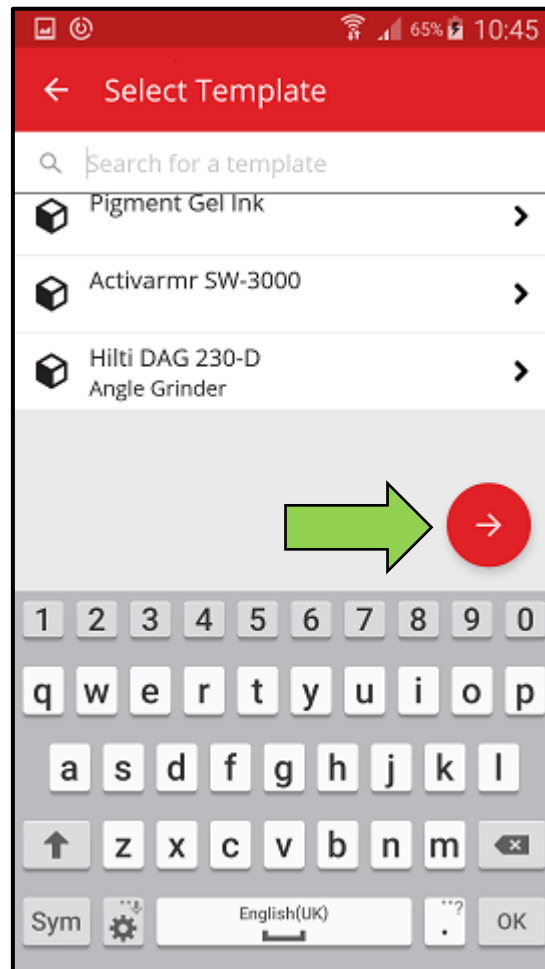 65% 10:45
Select Template
Search for a template
Pigment Gel Ink
Activarmr SW-3000
Hilti DAG 230-D
Angle Grinder
1 2 3 4 5 6 7 8 9 0
q w e r t y u i o p
a s d f g h j k l
z x c v b n m
Sym English(UK) . ? OK